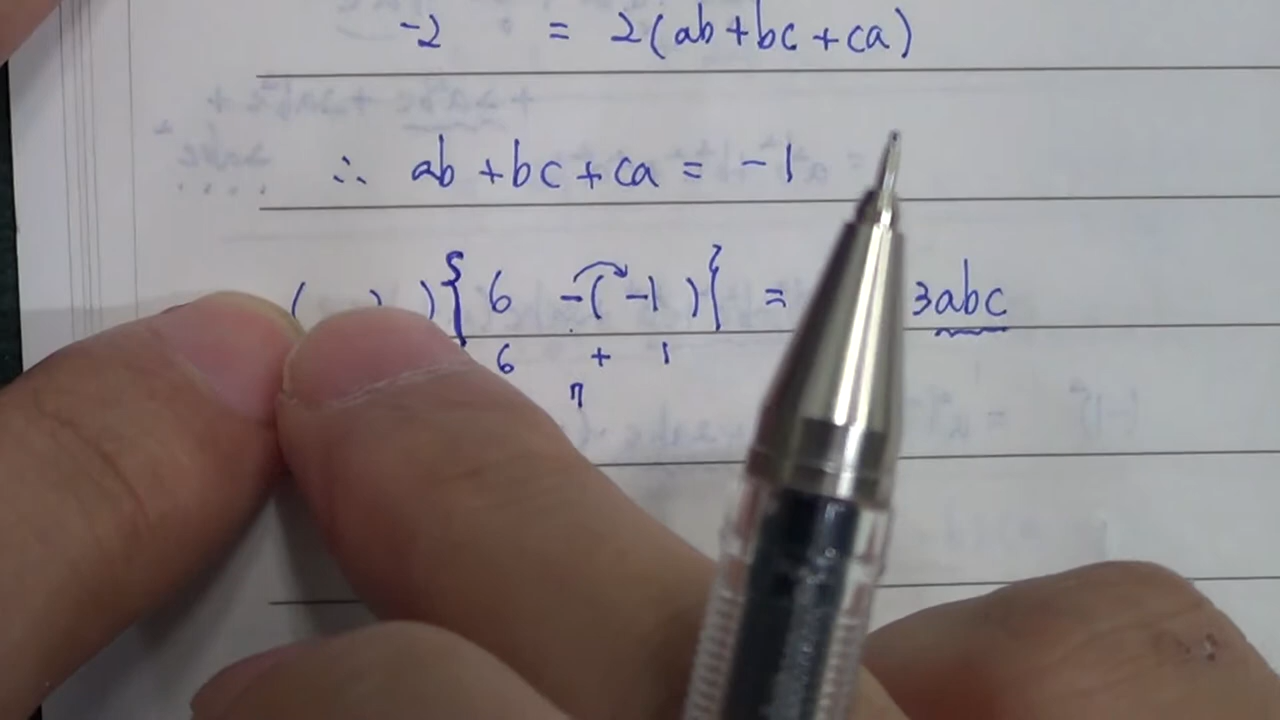 -2 = 2(ab+bc+ca)
∴ ab+bc+ca = -1
( ){ 6 -(-1)} = 3abc
6 + 1
7